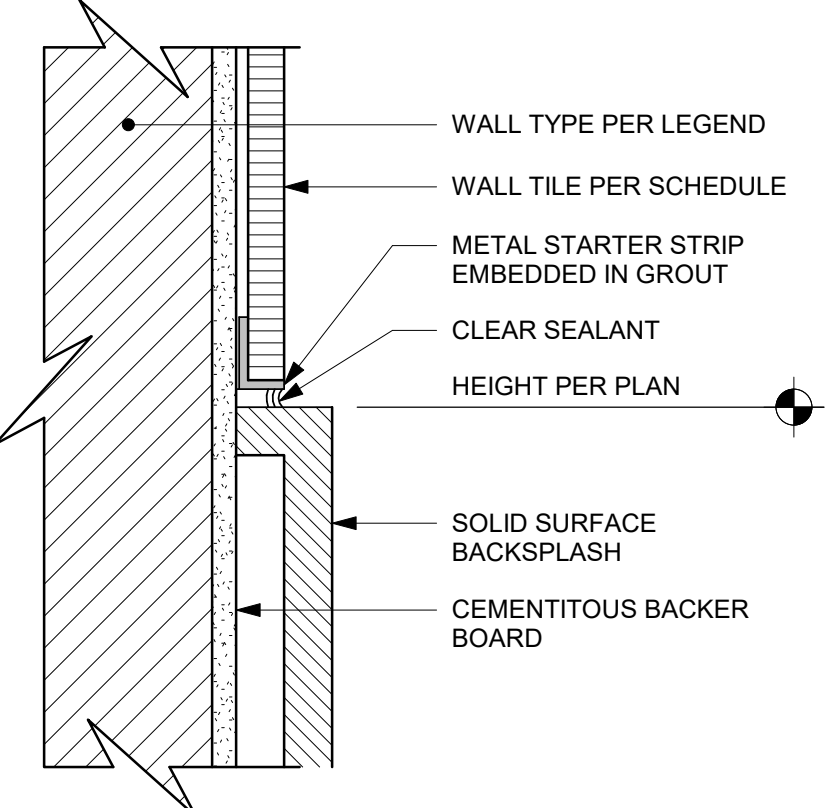 WALL TYPE PER LEGEND
WALL TILE PER SCHEDULE
METAL STARTER STRIP
EMBEDDED IN GROUT
CLEAR SEALANT
HEIGHT PER PLAN
SOLID SURFACE
BACKSPLASH
CEMENTITOUS BACKER
BOARD